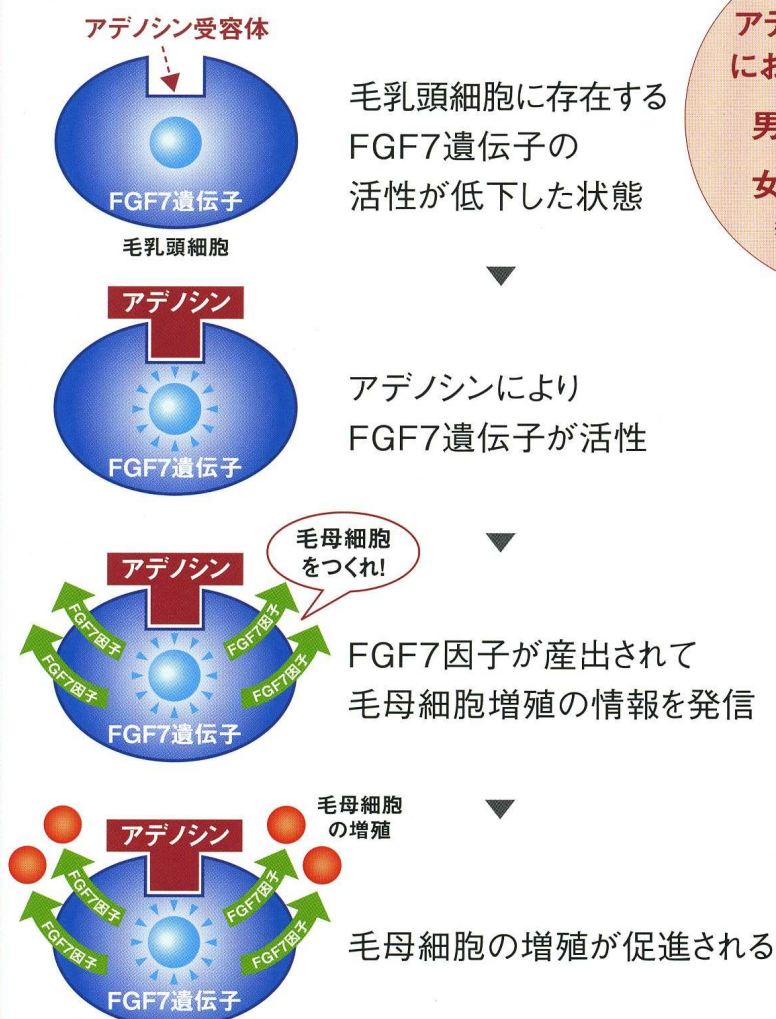 アデノシン受容体
FGF7遺伝子
毛乳頭細胞
毛乳頭細胞に存在する
FGF7遺伝子の
活性が低下した状態
にお
男
女
アデノシン
FGF7遺伝子
アデノシンにより
FGF7遺伝子が活性
毛母細胞
をつくれ!
アデノシン
FGF7因子
FGF7因子
FGF7因子
FGF7因子
FGF7遺伝子
FGF7因子が産出されて
毛母細胞増殖の情報を発信
毛母細胞
の増殖
アデノシン
FGF7因子
FGF7因子
FGF7因子
FGF7因子
FGF7遺伝子
毛母細胞の増殖が促進される